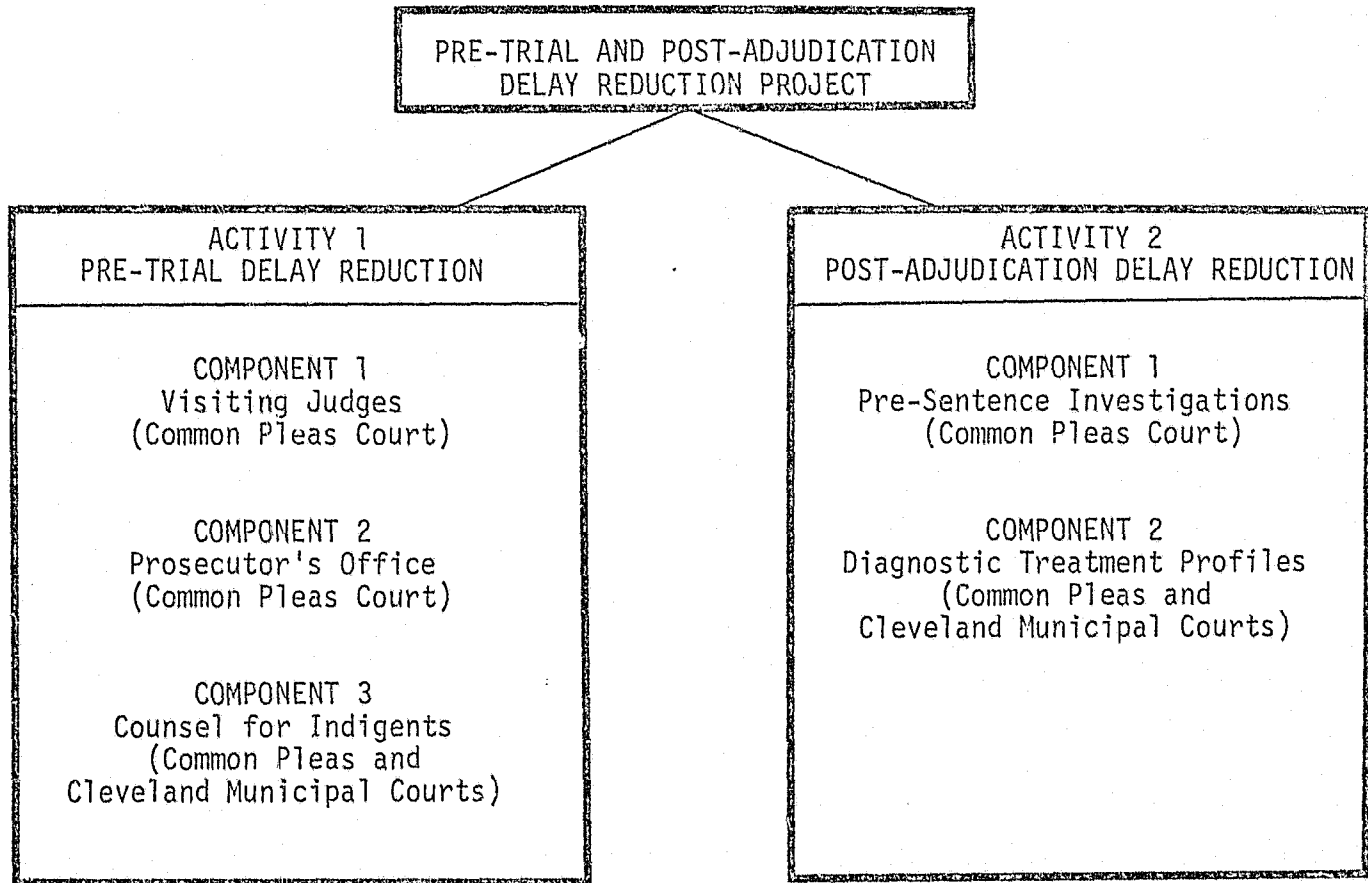 PRE-TRIAL AND POST-ADJUDICATION
DELAY REDUCTION PROJECT
ACTIVITY 1
PRE-TRIAL DELAY REDUCTION
COMPONENT 1
Visiting Judges
(Common Pleas Court)
COMPONENT 2
Prosecutor's Office
(Common Pleas Court)
COMPONENT 3
Counsel for Indigents
(Common Pleas and
Cleveland Municipal Courts)
ACTIVITY 2
POST-ADJUDICATION DELAY REDUCTION
COMPONENT 1
Pre-Sentence Investigations
(Common Pleas Court)
COMPONENT 2
Diagnostic Treatment Profiles
(Common Pleas and
Cleveland Municipal Courts)